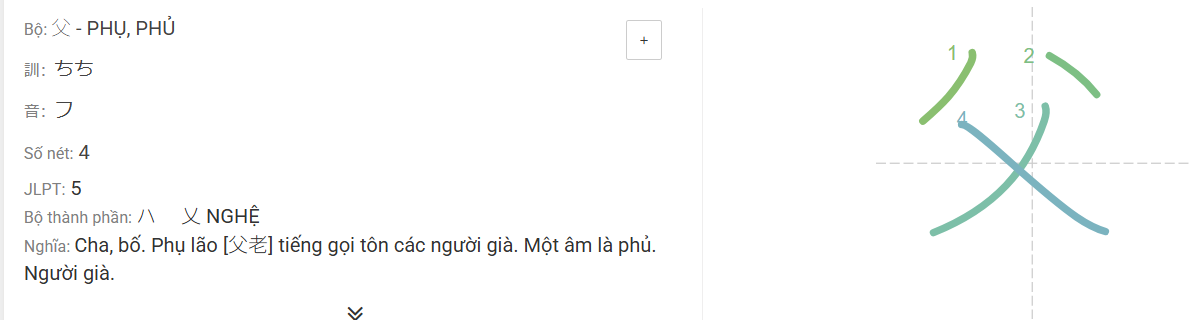 Bộ: 父 - PHỤ, PHỦ
+
訓: ちち
音: フ
Số nét: 4
JLPT: 5
Bộ thành phần: ハ 乂 NGHỆ
Nghĩa: Cha, bố. Phụ lão [父老] tiếng gọi tôn các người già. Một âm là phủ.
Người già.
1 2
3
4